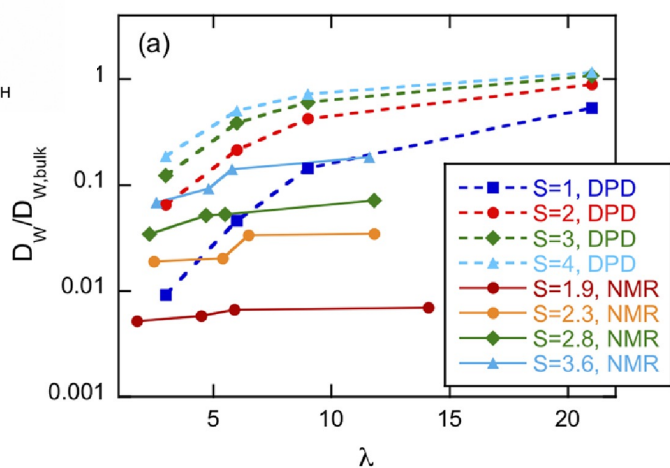 (a)
H
1
0.1
0.01
0.001
D_W/D_W,bulk
S=1, DPD
S=2, DPD
S=3, DPD
S=4, DPD
S=1.9, NMR
S=2.3, NMR
S=2.8, NMR
S=3.6, NMR
5
10
15
20
λ